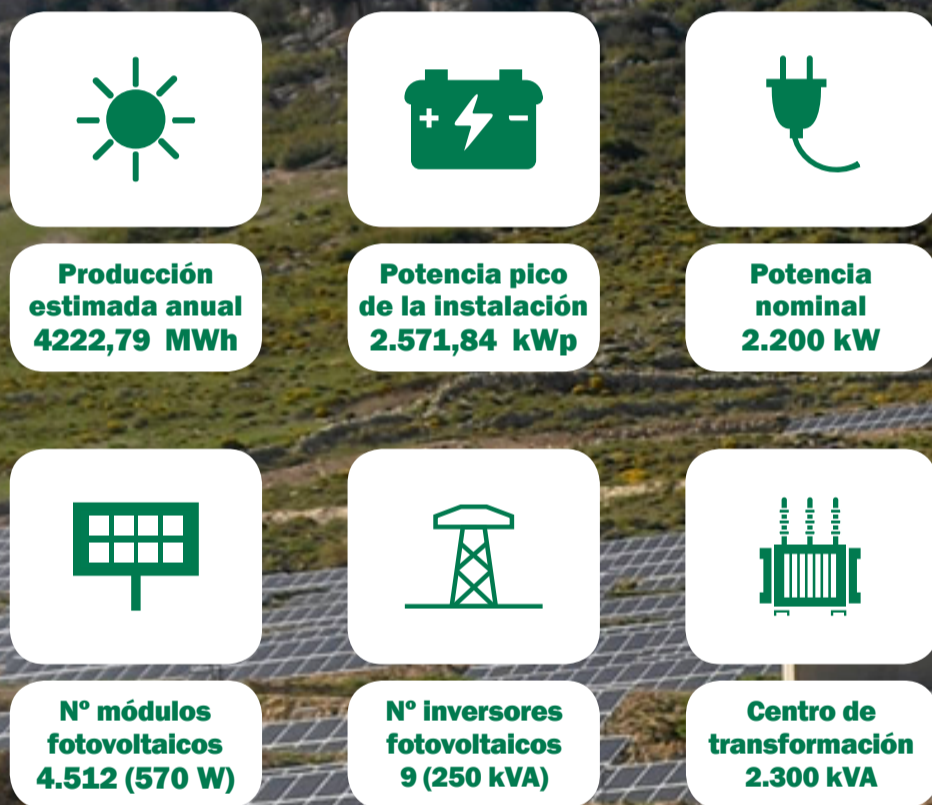 Producción
estimada anual
4222,79 MWh
Potencia pico
de la instalación
2.571,84 kWp
Potencia
nominal
2.200 kW
Nº módulos
fotovoltaicos
4.512 (570 W)
Nº inversores
fotovoltaicos
9 (250 kVA)
Centro de
transformación
2.300 kVA